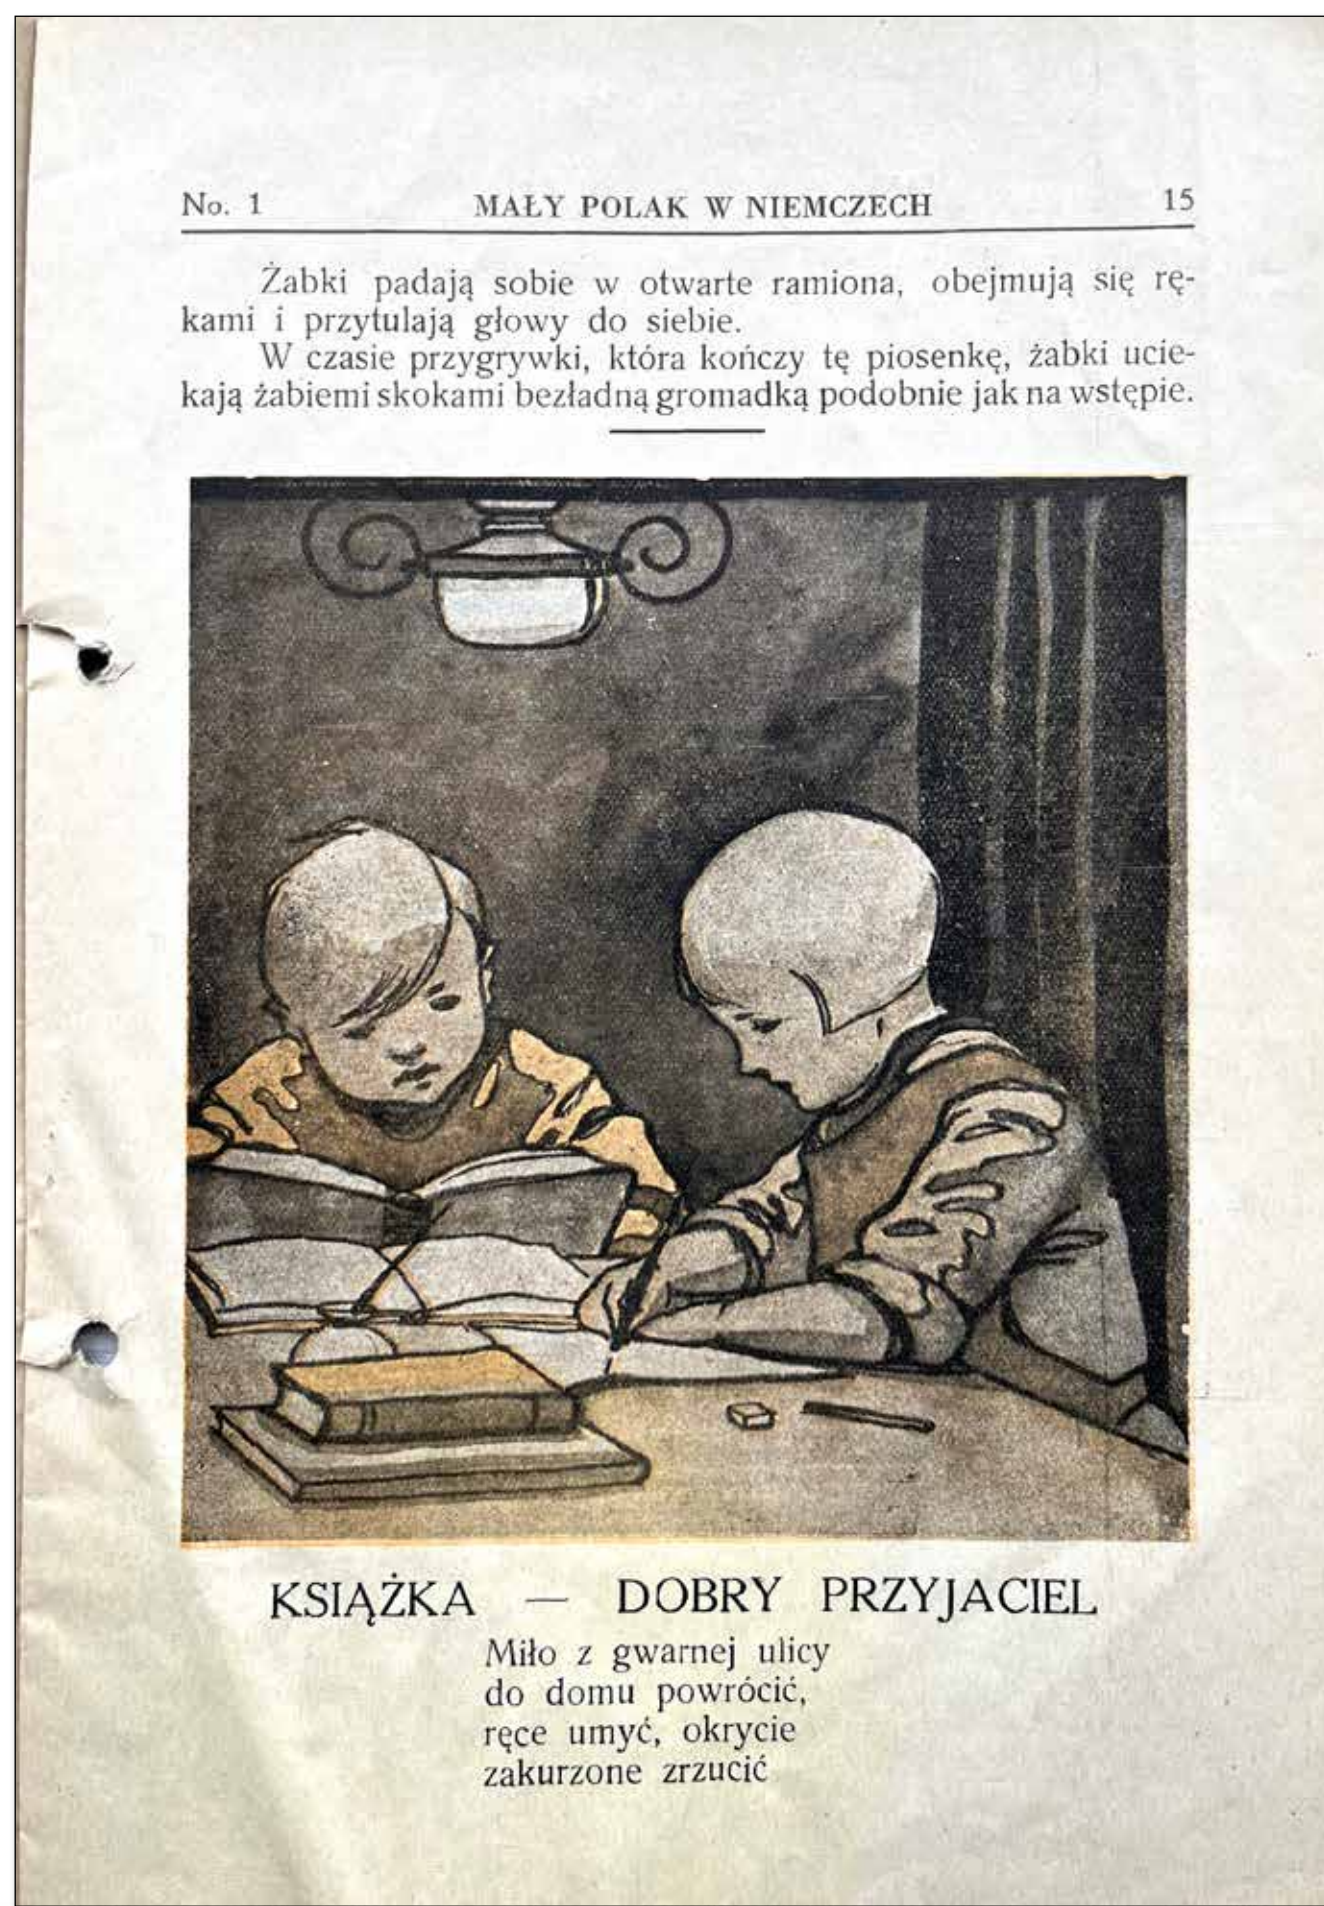 No. 1 MAŁY POLAK W NIEMCZECH 15
Żabki padają sobie w otwarte ramiona, obejmują się rę-
kami i przytulają głowy do siebie.
W czasie przygrywki, która kończy tę piosenkę, żabki ucie-
kają żabiemi skokami bezładną gromadką podobnie jak na wstępie.
KSIĄŻKA — DOBRY PRZYJACIEL
Miło z gwarnej ulicy
do domu powrócić,
ręce umyć, okrycie
zakurzone zrzucić